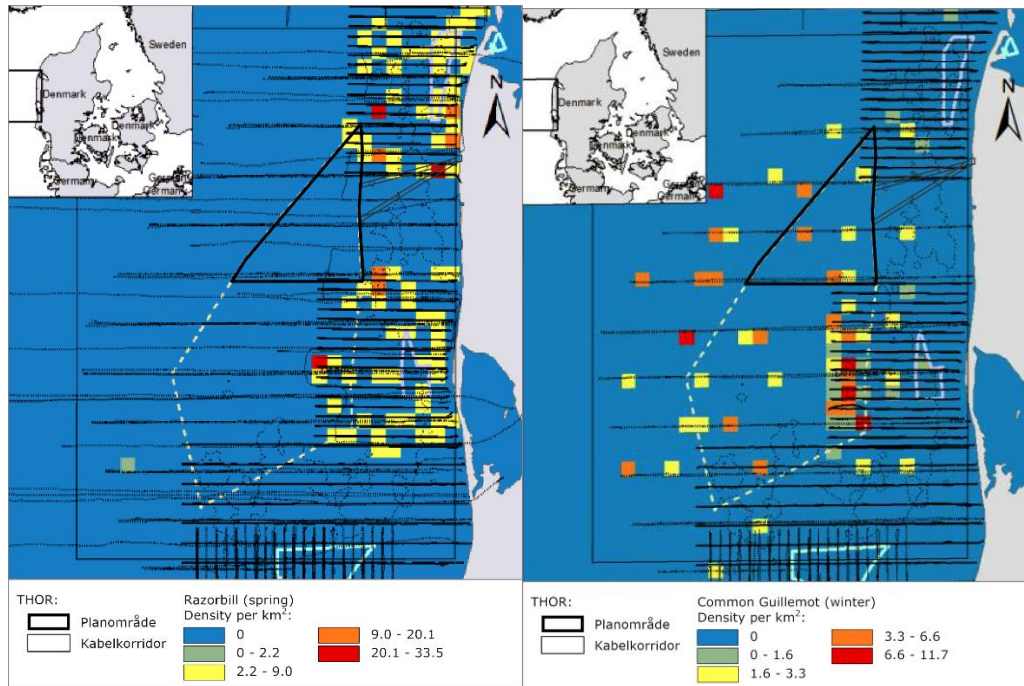 Sweden
Denmark
Denmark
Denmark
Germany
Germany
N
THOR:
Planområde
Kabelkorridor
Razorbill (spring)
Density per km²:
0
0 - 2.2
2.2 - 9.0
9.0 - 20.1
20.1 - 33.5
Sweden
Denmark
Denmark
Denmark
Germany
Germany
N
THOR:
Planområde
Kabelkorridor
Common Guillemot (winter)
Density per km²:
0
0 - 1.6
1.6 - 3.3
3.3 - 6.6
6.6 - 11.7